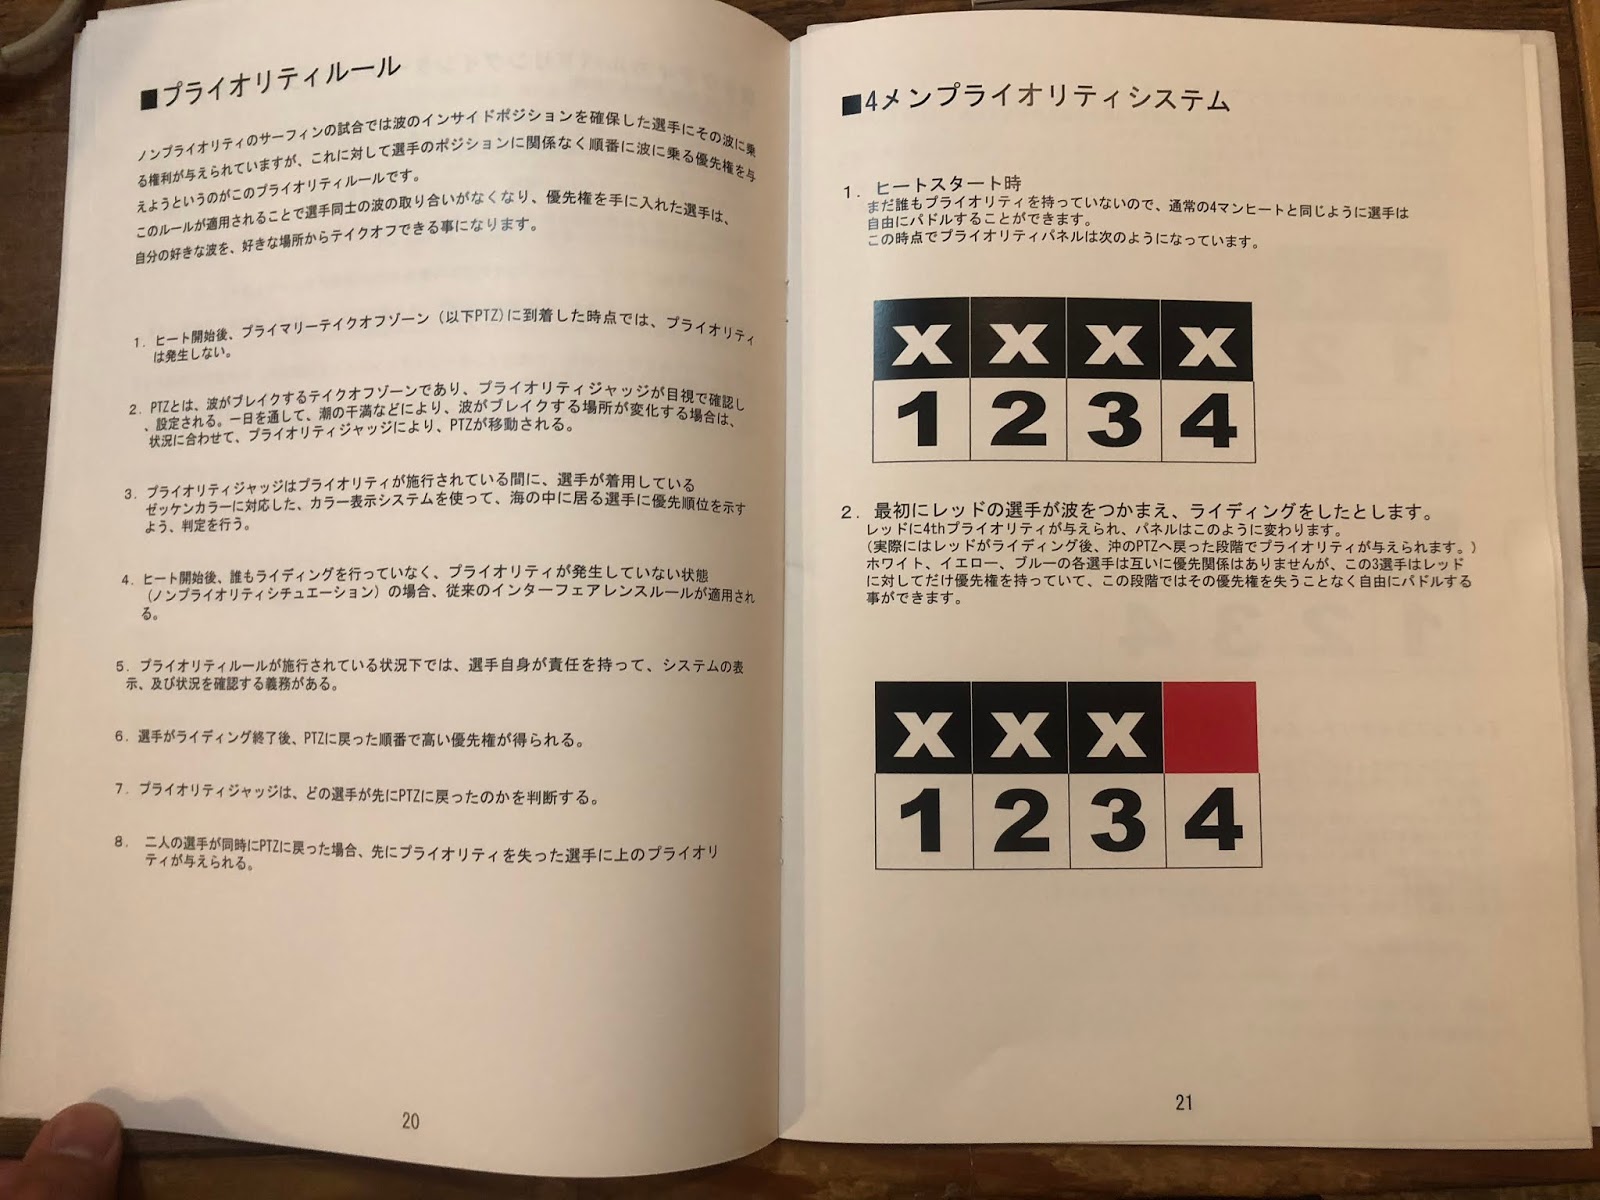 ■プライオリティルール
ノンプライオリティのサーフィンの試合では波のインサイドポジションを確保した選手にその波に乗
る権利が与えられていますが、これに対して選手のポジションに関係なく順番に波に乗る優先権を与
えようというのがこのプライオリティルールです。
このルールが適用されることで選手同士の波の取り合いがなくなり、優先権を手に入れた選手は、
自分の好きな波を、好きな場所からテイクオフできる事になります。
1. ヒート開始後、プライマリーテイクオフゾーン（以下PTZ)に到着した時点では、プライオリティ
は発生しない。
2. PTZとは、波がブレイクするテイクオフゾーンであり、プライオリティジャッジが目視で確認し
、設定される。一日を通して、潮の干満などにより、波がブレイクする場所が変化する場合は、
状況に合わせて、プライオリティジャッジにより、PTZが移動される。
3. プライオリティジャッジはプライオリティが施行されている間に、選手が着用している
ゼッケンカラーに対応した、カラー表示システムを使って、海の中に居る選手に優先順位を示す
よう、判定を行う。
4. ヒート開始後、誰もライディングを行っていなく、プライオリティが発生していない状態
（ノンプライオリティシチュエーション）の場合、従来のインターフェアレンスルールが適用され
る。
5. プライオリティルールが施行されている状況下では、選手自身が責任を持って、システムの表
示、及び状況を確認する義務がある。
6. 選手がライディング終了後、PTZに戻った順番で高い優先権が得られる。
7. プライオリティジャッジは、どの選手が先にPTZに戻ったのかを判断する。
8. 二人の選手が同時にPTZに戻った場合、先にプライオリティを失った選手に上のプライオリ
ティが与えられる。
20
■4メンプライオリティシステム
1. ヒートスタート時
まだ誰もプライオリティを持っていないので、通常の4マンヒートと同じように選手は
自由にパドルすることができます。
この時点でプライオリティパネルは次のようになっています。
X X X X
1 2 3 4
2. 最初にレッドの選手が波をつかまえ、ライディングをしたとします。
レッドに4thプライオリティが与えられ、パネルはこのように変わります。
(実際にはレッドがライディング後、沖のPTZへ戻った段階でプライオリティが与えられます。)
ホワイト、イエロー、ブルーの各選手は互いに優先関係はありませんが、この3選手はレッド
に対してだけ優先権を持っていて、この段階ではその優先権を失うことなく自由にパドルする
事ができます。
X X X
1 2 3 4
21